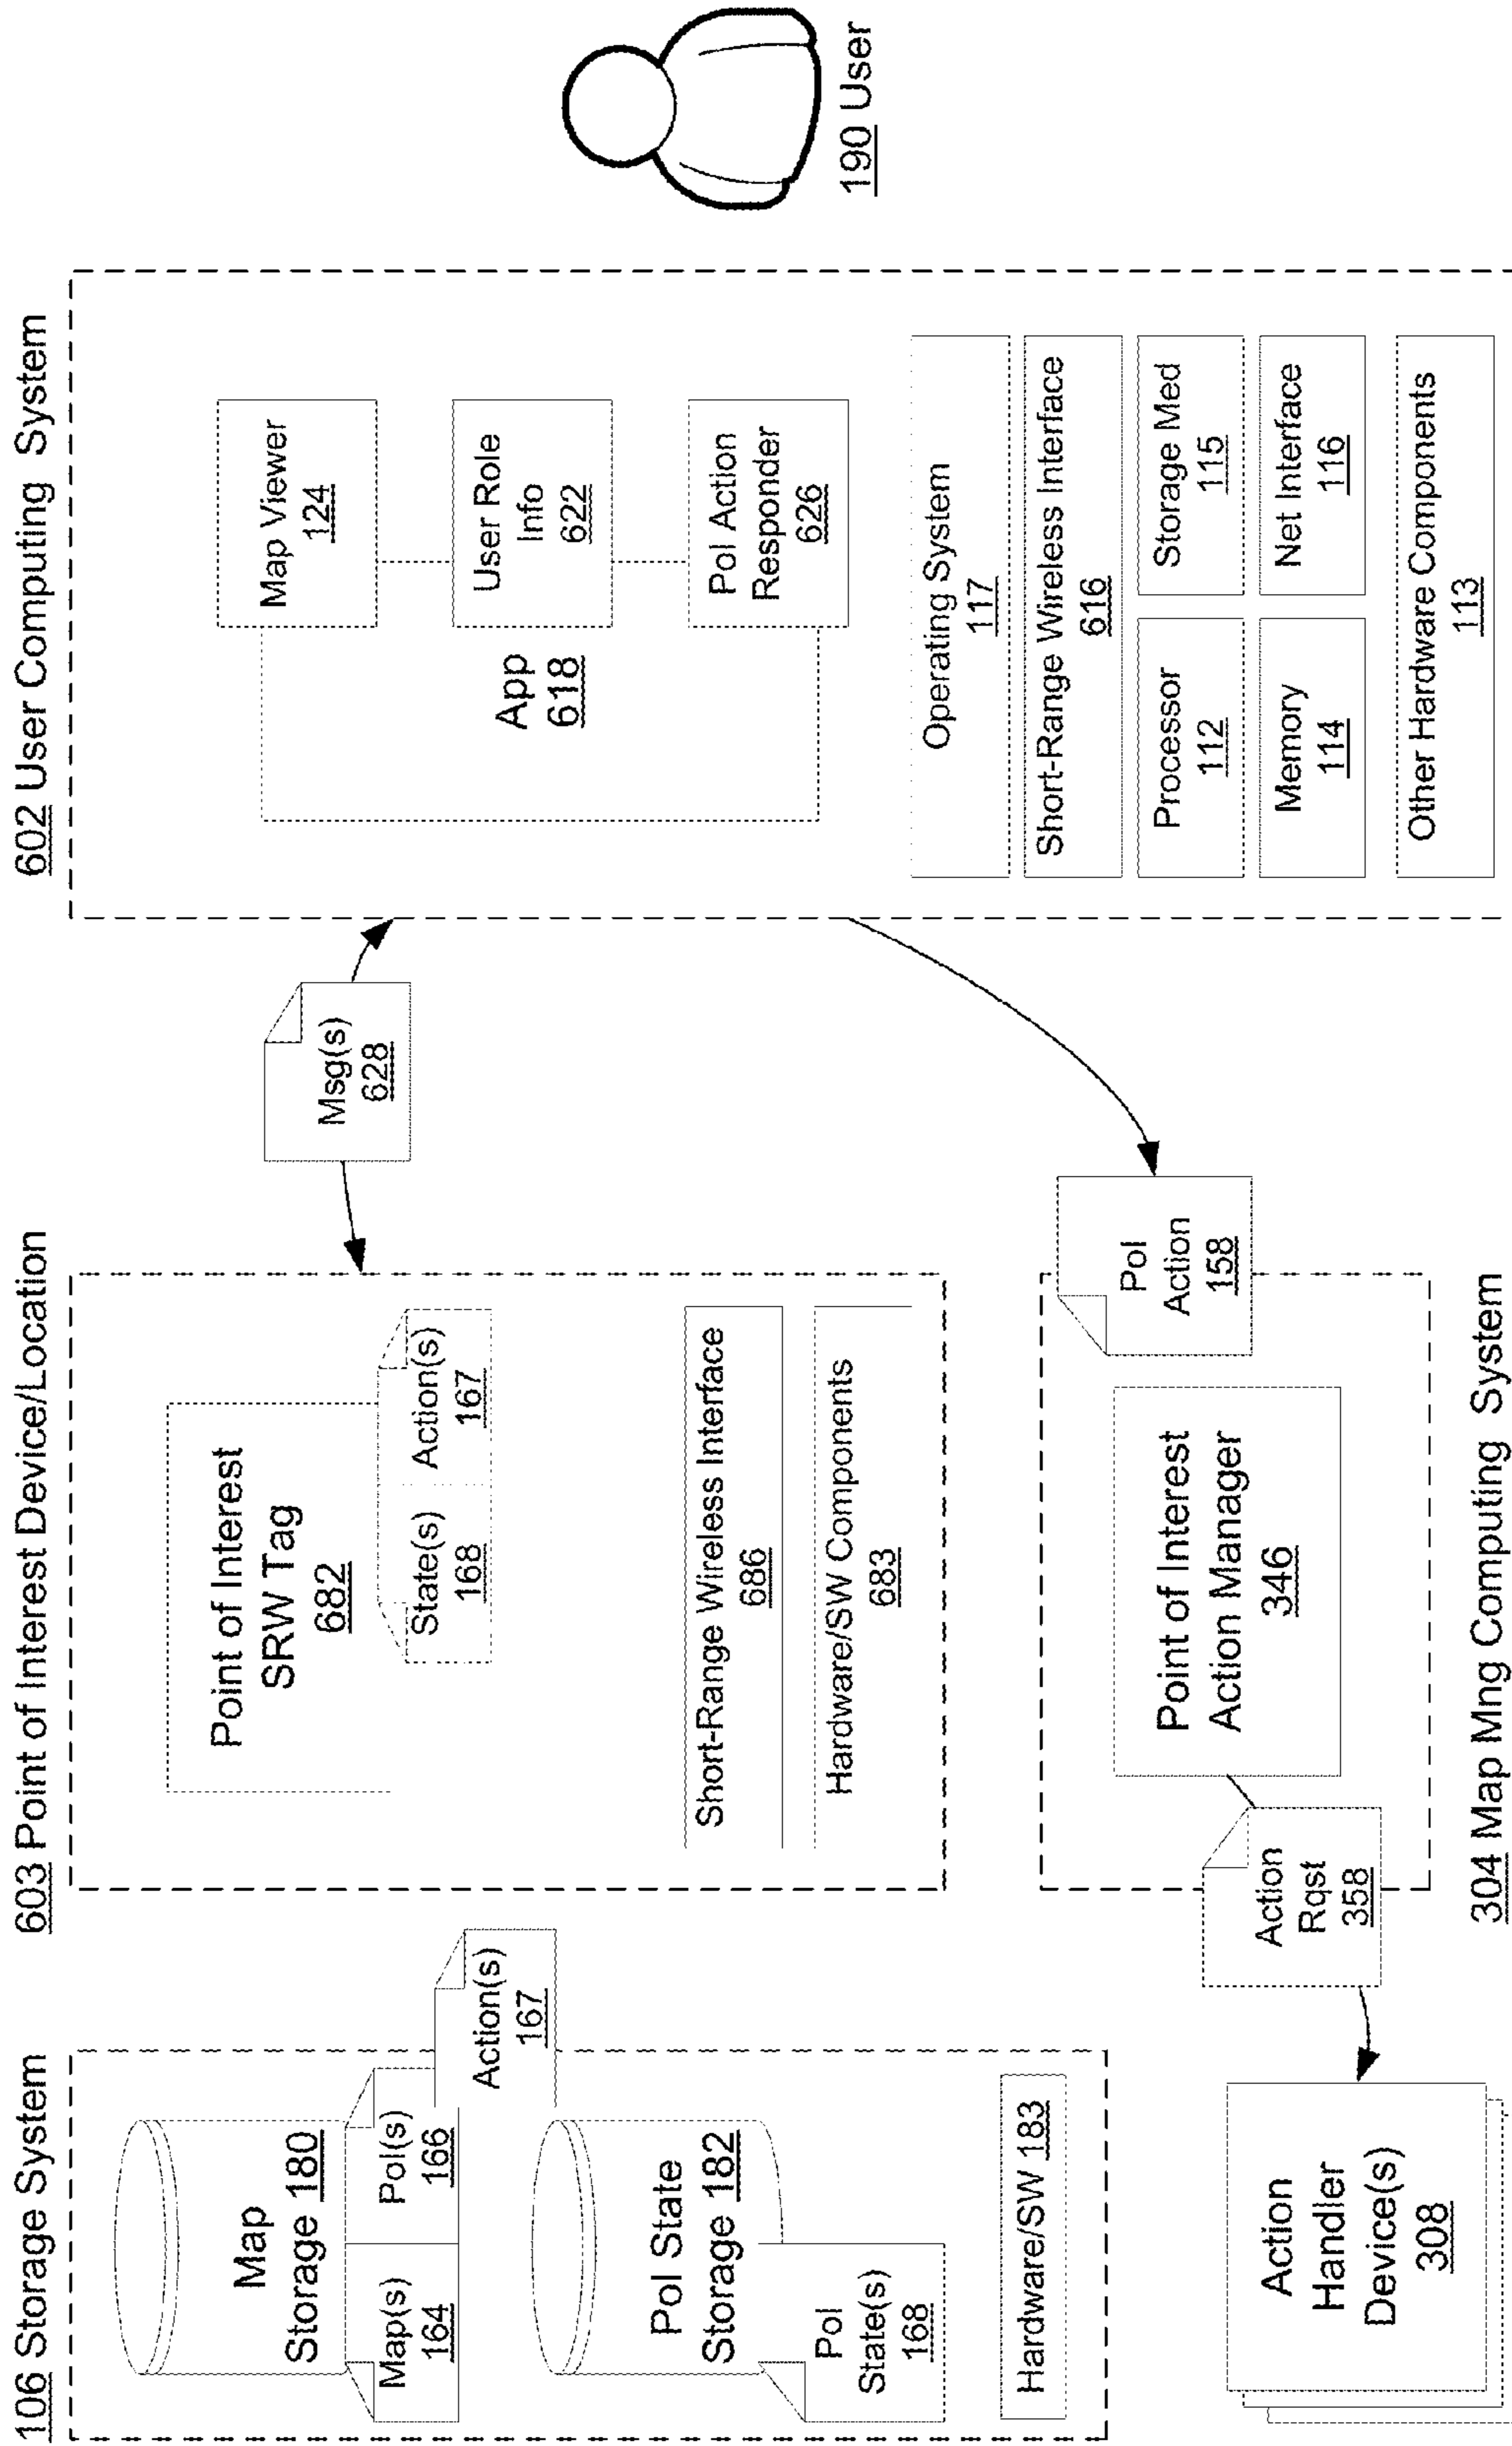 106 Storage System
Map
Storage 180
Map(s)
164
PoI(s)
166
Action(s)
167
PoI State
Storage 182
PoI
State(s)
168
Hardware/SW 183
Action
Handler
Device(s)
308
603 Point of Interest Device/Location
Point of Interest
SRW Tag
682
State(s)
168
Action(s)
167
Short-Range Wireless Interface
686
Hardware/SW Components
683
Action
Rqst
358
Point of Interest
Action Manager
346
PoI
Action
158
304 Map Mng Computing System
Msg(s)
628
602 User Computing System
Map Viewer
124
User Role
Info
622
PoI Action
Responder
626
App
618
Operating System
117
Short-Range Wireless Interface
616
Processor
112
Storage Med
115
Memory
114
Net Interface
116
Other Hardware Components
113
190 User